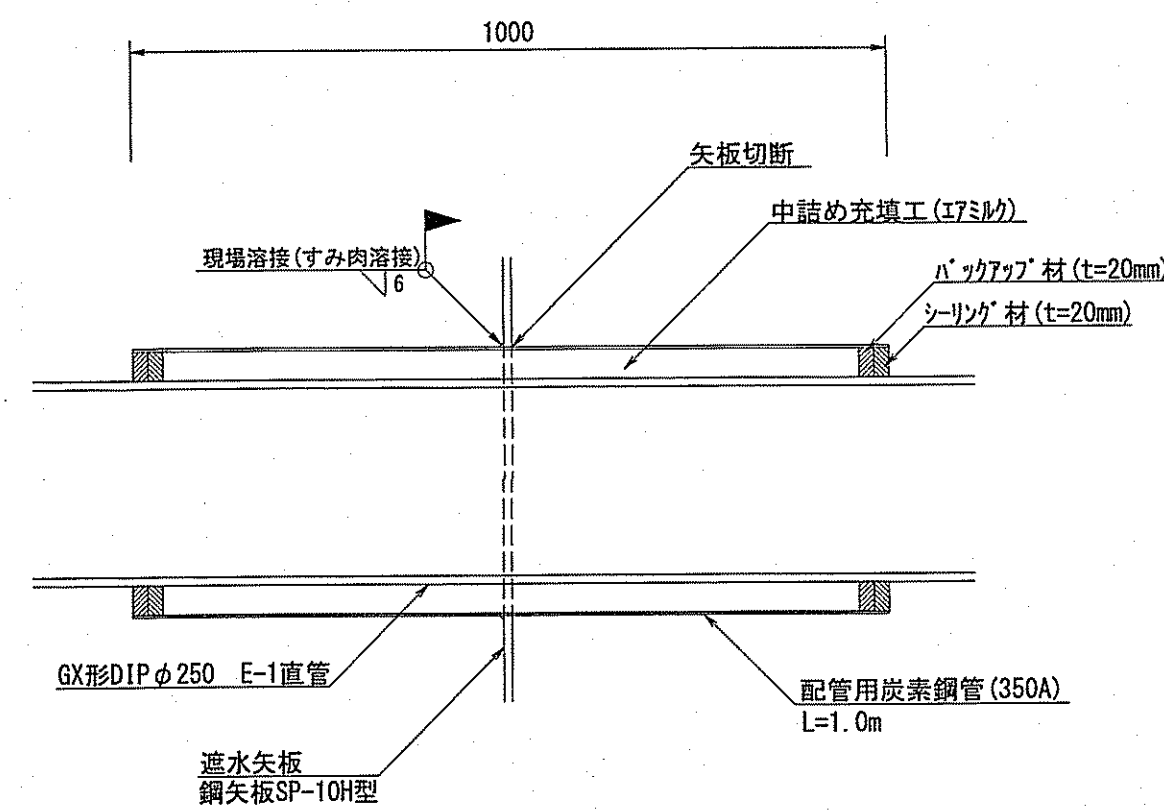 1000
矢板切断
中詰め充填工(ｴｱﾐﾙｸ)
現場溶接(すみ肉溶接)
6
ﾊﾞｯｸｱｯﾌﾟ材(t=20mm)
ｼｰﾘﾝｸﾞ材(t=20mm)
GX形DIPφ250 E-1直管
配管用炭素鋼管(350A)
L=1.0m
遮水矢板
鋼矢板SP-10H型